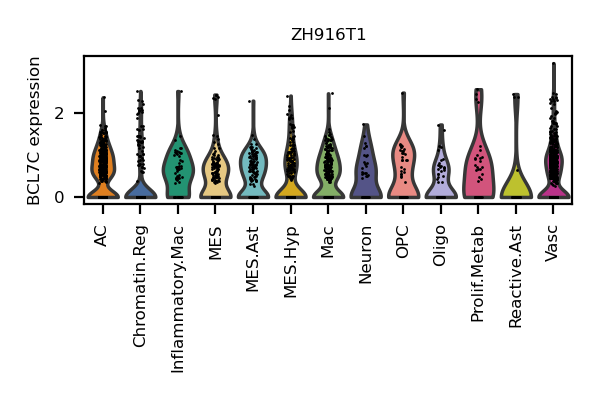 ZH916T1
BCL7C expression
2
0
AC
Chromatin.Reg
Inflammatory.Mac
MES
MES.Ast
MES.Hyp
Mac
Neuron
OPC
Oligo
Prolif.Metab
Reactive.Ast
Vasc